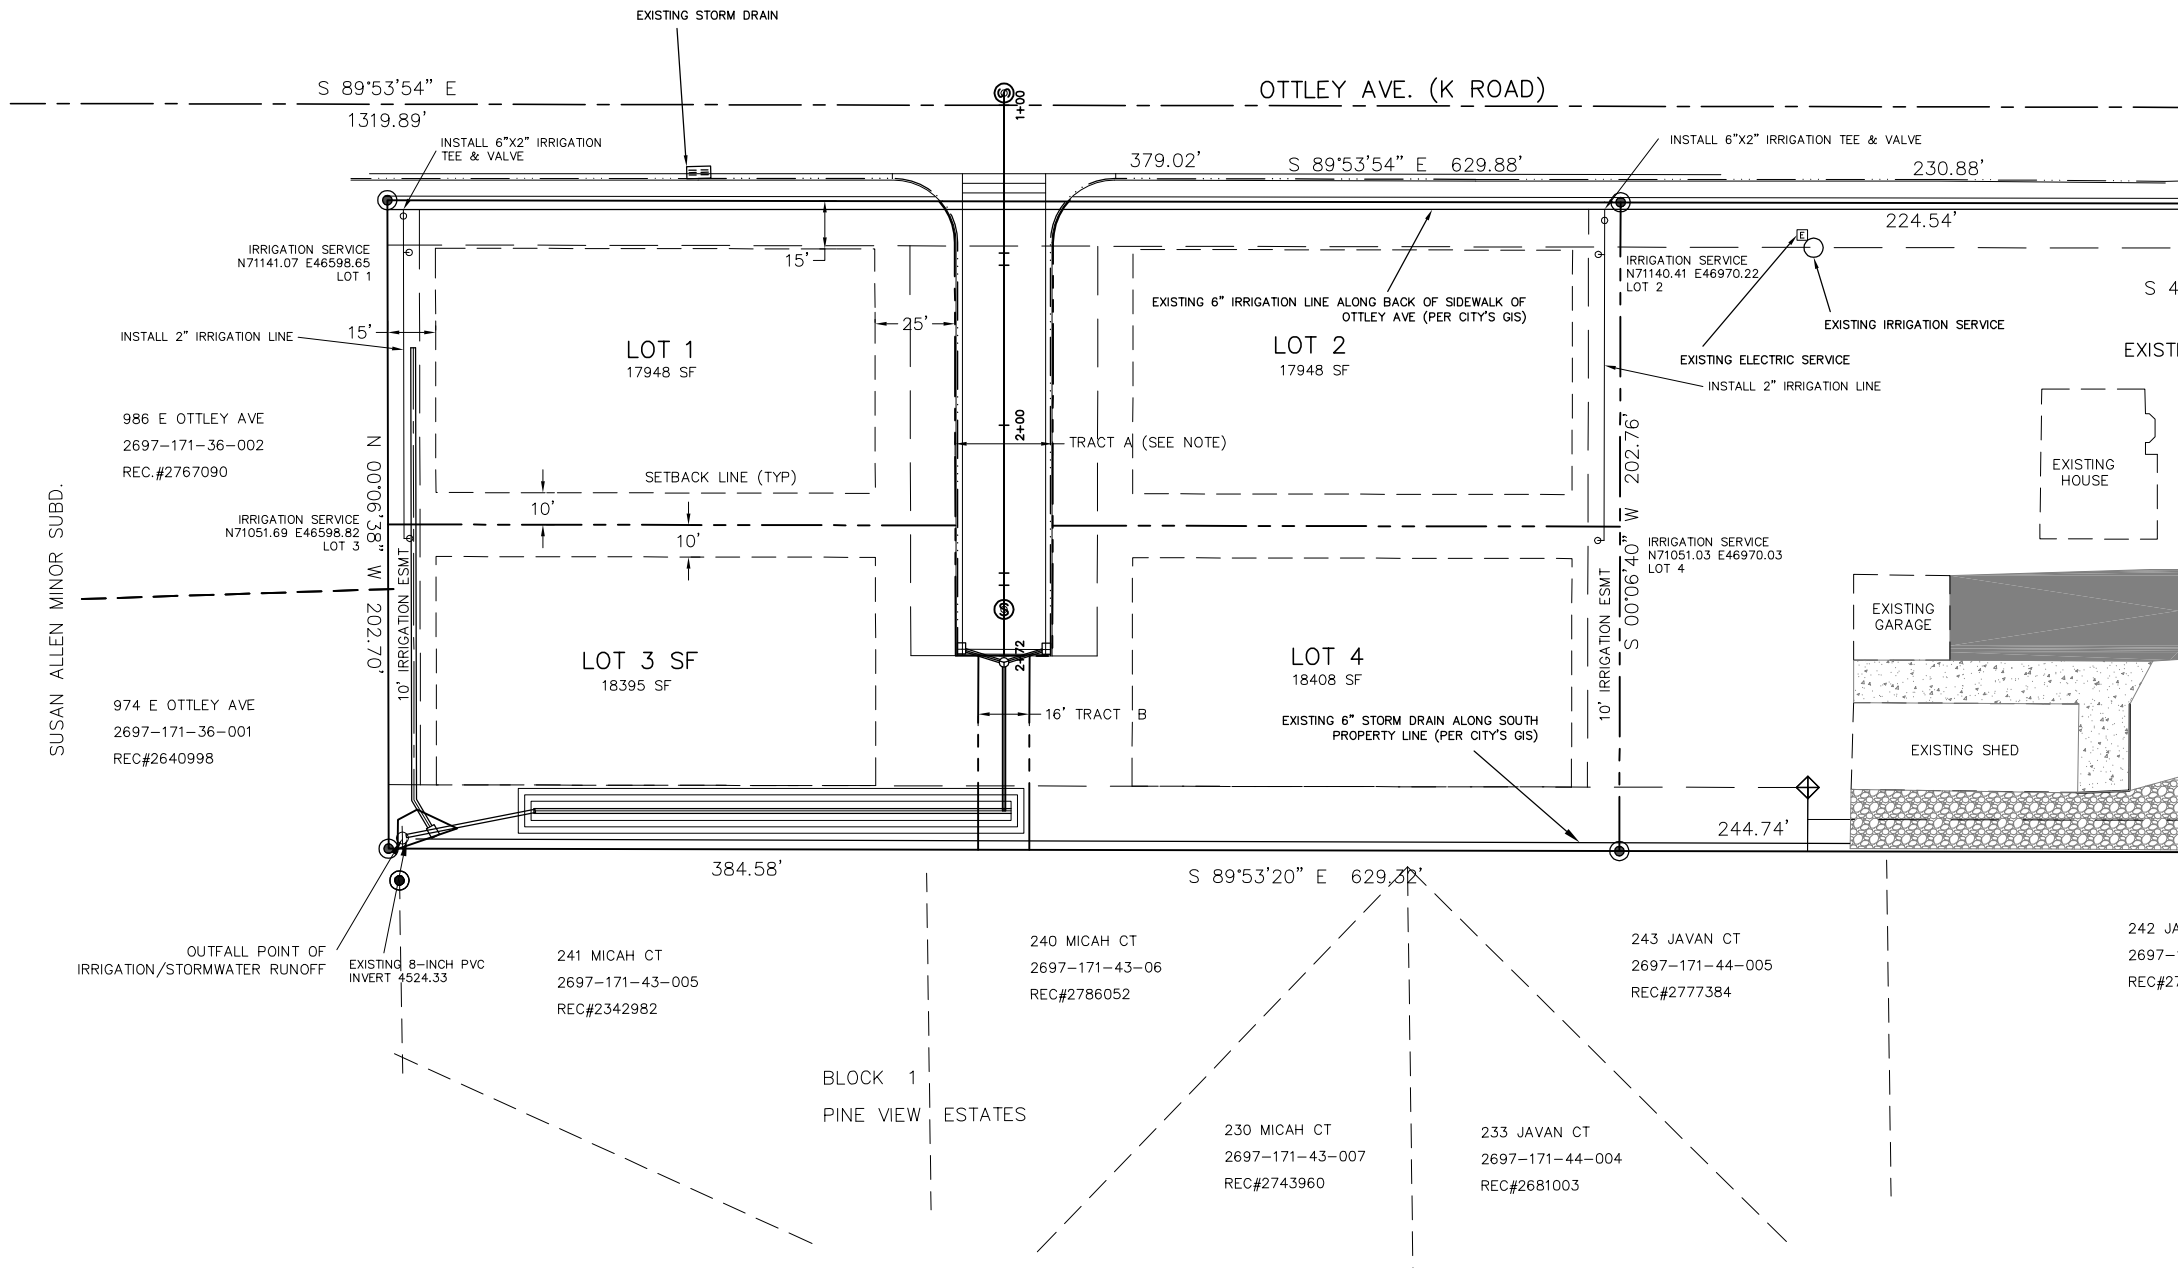 EXISTING STORM DRAIN
S 89°53'54" E
1319.89'
OTTLEY AVE. (K ROAD)
1+00
INSTALL 6"X2" IRRIGATION
TEE & VALVE
379.02'
S 89°53'54" E 629.88'
INSTALL 6"X2" IRRIGATION TEE & VALVE
230.88'
224.54'
IRRIGATION SERVICE
N71141.07 E46598.65
LOT 1
15'
15'
25'
INSTALL 2" IRRIGATION LINE
LOT 1
17948 SF
EXISTING 6" IRRIGATION LINE ALONG BACK OF SIDEWALK OF
OTTLEY AVE (PER CITY'S GIS)
LOT 2
17948 SF
IRRIGATION SERVICE
N71140.41 E46970.22
LOT 2
E
EXISTING IRRIGATION SERVICE
EXISTING ELECTRIC SERVICE
INSTALL 2" IRRIGATION LINE
S 4
EXISTI
986 E OTTLEY AVE
2697-171-36-002
REC.#2767090
N 00°06'38" W 202.70'
2+00
TRACT A (SEE NOTE)
SETBACK LINE (TYP)
10'
10'
S 00°06'40" W 202.76'
EXISTING
HOUSE
IRRIGATION SERVICE
N71051.69 E46598.82
LOT 3
IRRIGATION SERVICE
N71051.03 E46970.03
LOT 4
SUSAN ALLEN MINOR SUBD.
10' IRRIGATION ESMT
10' IRRIGATION ESMT
S
S
2+72
EXISTING
GARAGE
LOT 3 SF
18395 SF
LOT 4
18408 SF
974 E OTTLEY AVE
2697-171-36-001
REC#2640998
16' TRACT B
EXISTING 6" STORM DRAIN ALONG SOUTH
PROPERTY LINE (PER CITY'S GIS)
EXISTING SHED
244.74'
384.58'
S 89°53'20" E 629.32'
OUTFALL POINT OF
IRRIGATION/STORMWATER RUNOFF
EXISTING 8-INCH PVC
INVERT 4524.33
241 MICAH CT
2697-171-43-005
REC#2342982
240 MICAH CT
2697-171-43-06
REC#2786052
243 JAVAN CT
2697-171-44-005
REC#2777384
242 JA
2697-1
REC#27
BLOCK 1
PINE VIEW ESTATES
230 MICAH CT
2697-171-43-007
REC#2743960
233 JAVAN CT
2697-171-44-004
REC#2681003